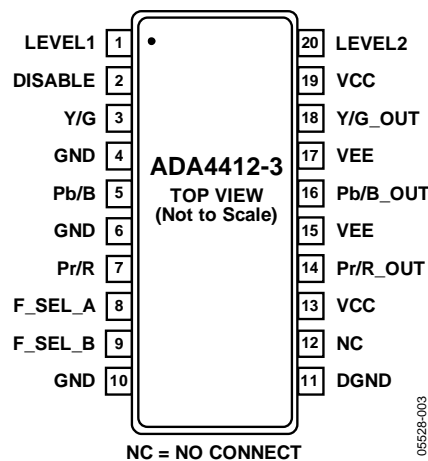 LEVEL1 1 20 LEVEL2
DISABLE 2 19 VCC
Y/G 3 18 Y/G_OUT
GND 4 17 VEE
Pb/B 5 16 Pb/B_OUT
GND 6 15 VEE
Pr/R 7 14 Pr/R_OUT
F_SEL_A 8 13 VCC
F_SEL_B 9 12 NC
GND 10 11 DGND
ADA4412-3
TOP VIEW
(Not to Scale)
NC = NO CONNECT
05528-003